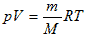 pV = m/M RT